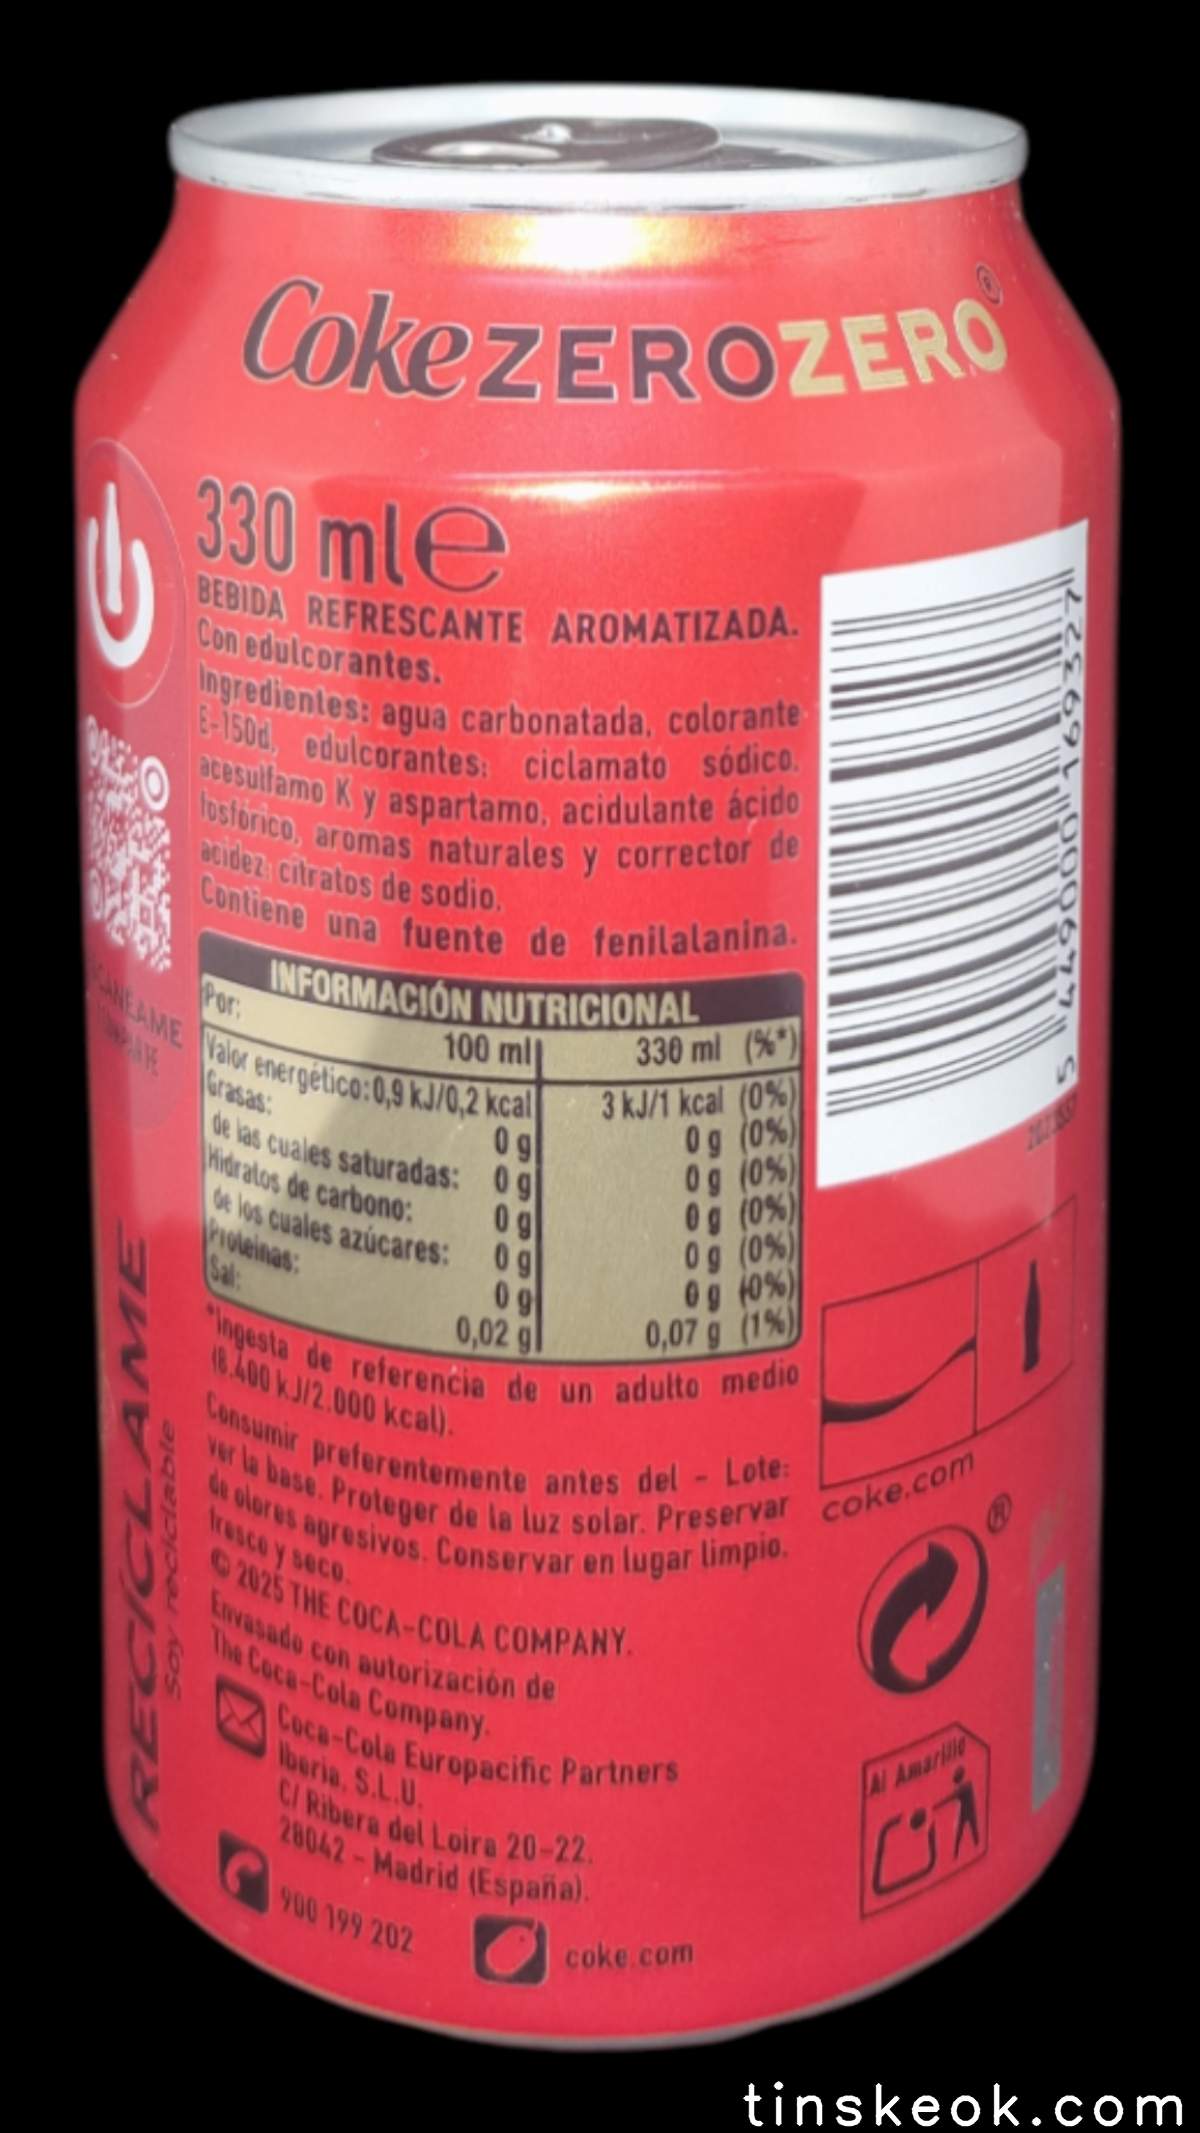 Coke ZERO ZERO®
330 ml e
BEBIDA REFRESCANTE AROMATIZADA.
Con edulcorantes.
Ingredientes: agua carbonatada, colorante
E-150d, edulcorantes: ciclamato sódico,
acesulfamo K y aspartamo, acidulante ácido
fosfórico, aromas naturales y corrector de
acidez: citratos de sodio.
Contiene una fuente de fenilalanina.
INFORMACIÓN NUTRICIONAL
Por: 100 ml 330 ml (%*)
Valor energético: 0,9 kJ/0,2 kcal 3 kJ/1 kcal (0%)
Grasas: 0 g 0 g (0%)
de las cuales saturadas: 0 g 0 g (0%)
Hidratos de carbono: 0 g 0 g (0%)
de los cuales azúcares: 0 g 0 g (0%)
Proteínas: 0 g 0 g (0%)
Sal: 0,02 g 0,07 g (1%)
*Ingesta de referencia de un adulto medio
(8.400 kJ/2.000 kcal).
Consumir preferentemente antes del - Lote:
ver la base. Proteger de la luz solar. Preservar
de olores agresivos. Conservar en lugar limpio,
fresco y seco.
© 2025 THE COCA-COLA COMPANY.
Envasado con autorización de
The Coca-Cola Company.
Coca-Cola Europacific Partners
Iberia, S.L.U.
C/ Ribera del Loira 20-22.
28042 - Madrid (España).
900 199 202
coke.com
RECÍCLAME
Soy reciclable
5 449000 169327
coke.com
®
Al Amarillo
tinskeok.com